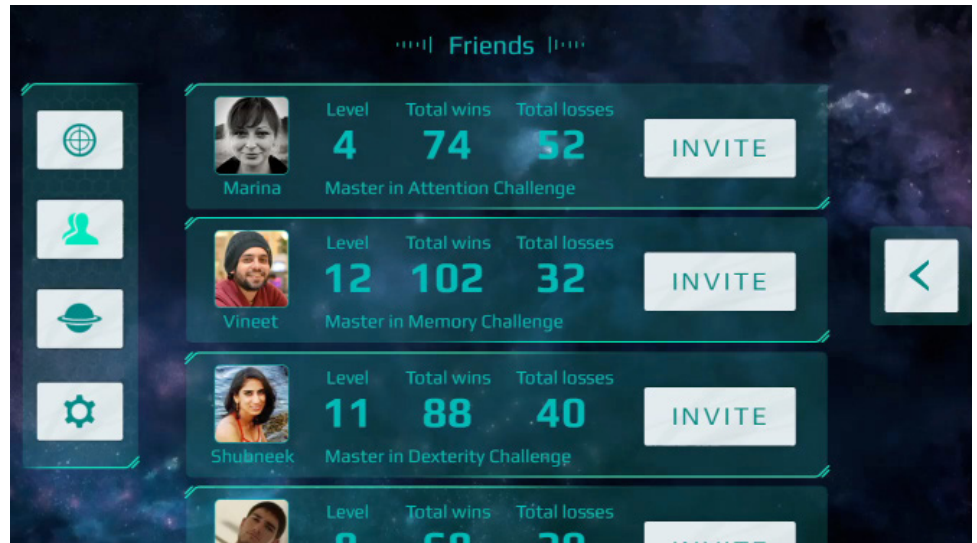 Friends
Level Total wins Total losses
4 74 52
INVITE
Marina Master in Attention Challenge
Level Total wins Total losses
12 102 32
INVITE
Vineet Master in Memory Challenge
Level Total wins Total losses
11 88 40
INVITE
Shubneek Master in Dexterity Challenge
Level Total wins Total losses